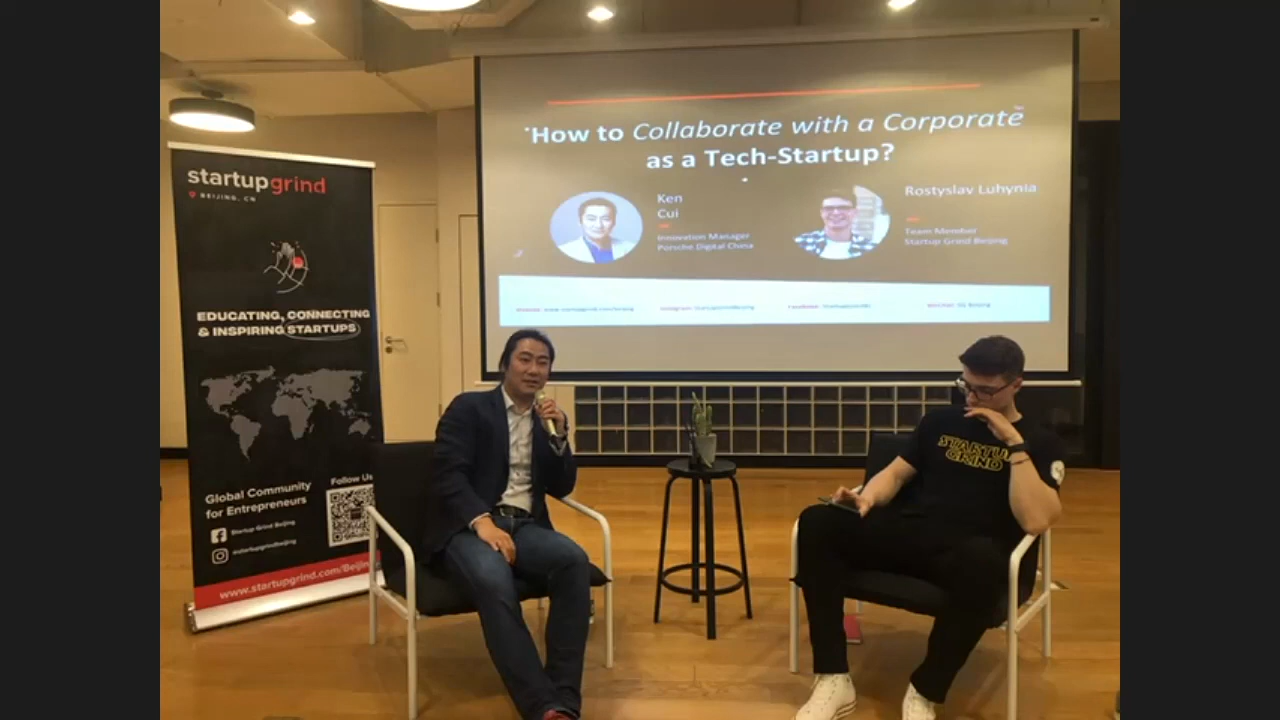 startupgrind
BEIJING, CN
EDUCATING, CONNECTING
& INSPIRING STARTUPS
Global Community
for Entrepreneurs
Follow Us
Startup Grind Beijing
@startupgrindbeijing
www.startupgrind.com/Beijin
How to Collaborate with a Corporate
as a Tech-Startup?
Ken
Cui
Innovation Manager
Porsche Digital China
Rostyslav Luhynia
Team Member
Startup Grind Beijing
STARTUP
GRIND